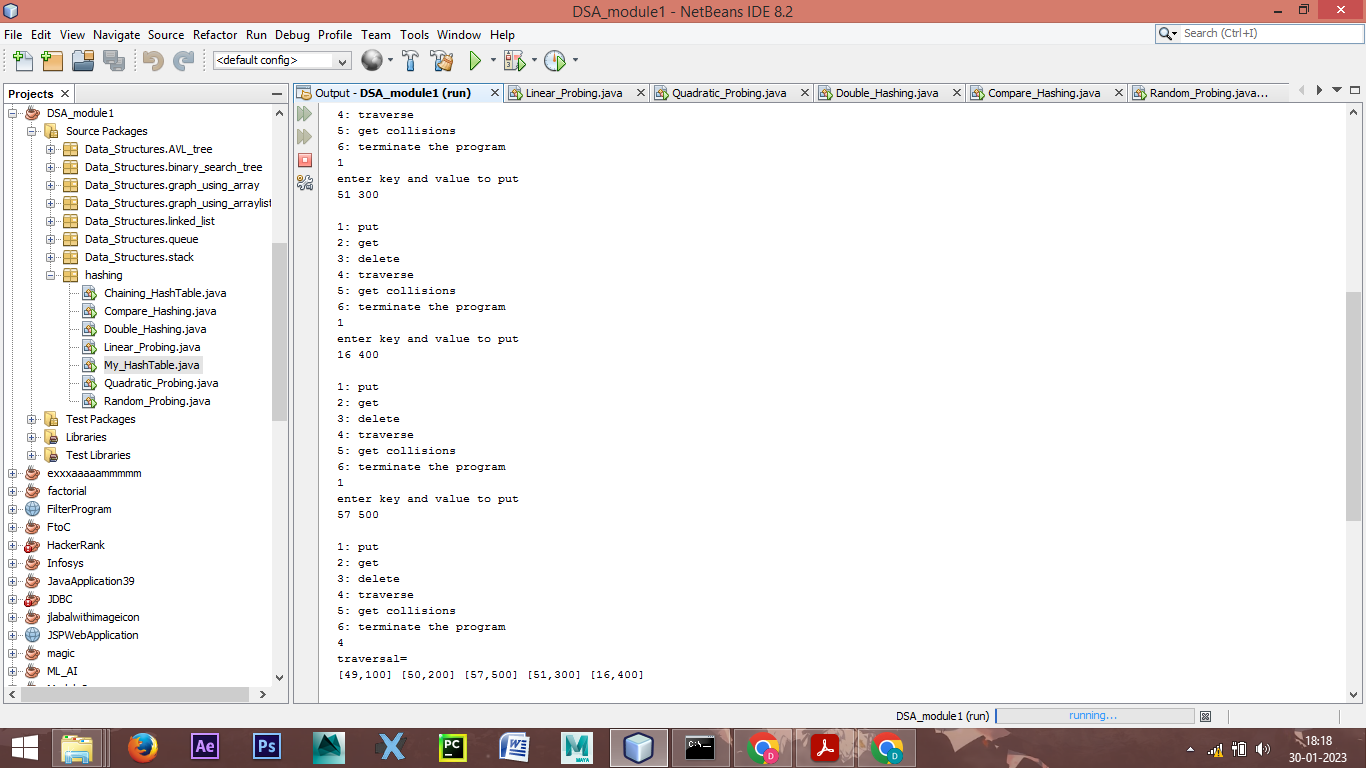 DSA_module1 - NetBeans IDE 8.2
File Edit View Navigate Source Refactor Run Debug Profile Team Tools Window Help
Search (Ctrl+I)
<default config>
Projects
Output - DSA_module1 (run)
Linear_Probing.java
Quadratic_Probing.java
Double_Hashing.java
Compare_Hashing.java
Random_Probing.java...
DSA_module1
Source Packages
Data_Structures.AVL_tree
Data_Structures.binary_search_tree
Data_Structures.graph_using_array
Data_Structures.graph_using_arraylist
Data_Structures.linked_list
Data_Structures.queue
Data_Structures.stack
hashing
Chaining_HashTable.java
Compare_Hashing.java
Double_Hashing.java
Linear_Probing.java
My_HashTable.java
Quadratic_Probing.java
Random_Probing.java
Test Packages
Libraries
Test Libraries
exxxaaaaammmmm
factorial
FilterProgram
FtoC
HackerRank
Infosys
JavaApplication39
JDBC
jlabalwithimageicon
JSPWebApplication
magic
ML_AI
4: traverse
5: get collisions
6: terminate the program
1
enter key and value to put
51 300
1: put
2: get
3: delete
4: traverse
5: get collisions
6: terminate the program
1
enter key and value to put
16 400
1: put
2: get
3: delete
4: traverse
5: get collisions
6: terminate the program
1
enter key and value to put
57 500
1: put
2: get
3: delete
4: traverse
5: get collisions
6: terminate the program
4
traversal=
[49,100] [50,200] [57,500] [51,300] [16,400]
DSA_module1 (run)
running...
Ae
Ps
PC
W
M
MAYA
C:\.
D
D
18:18
30-01-2023